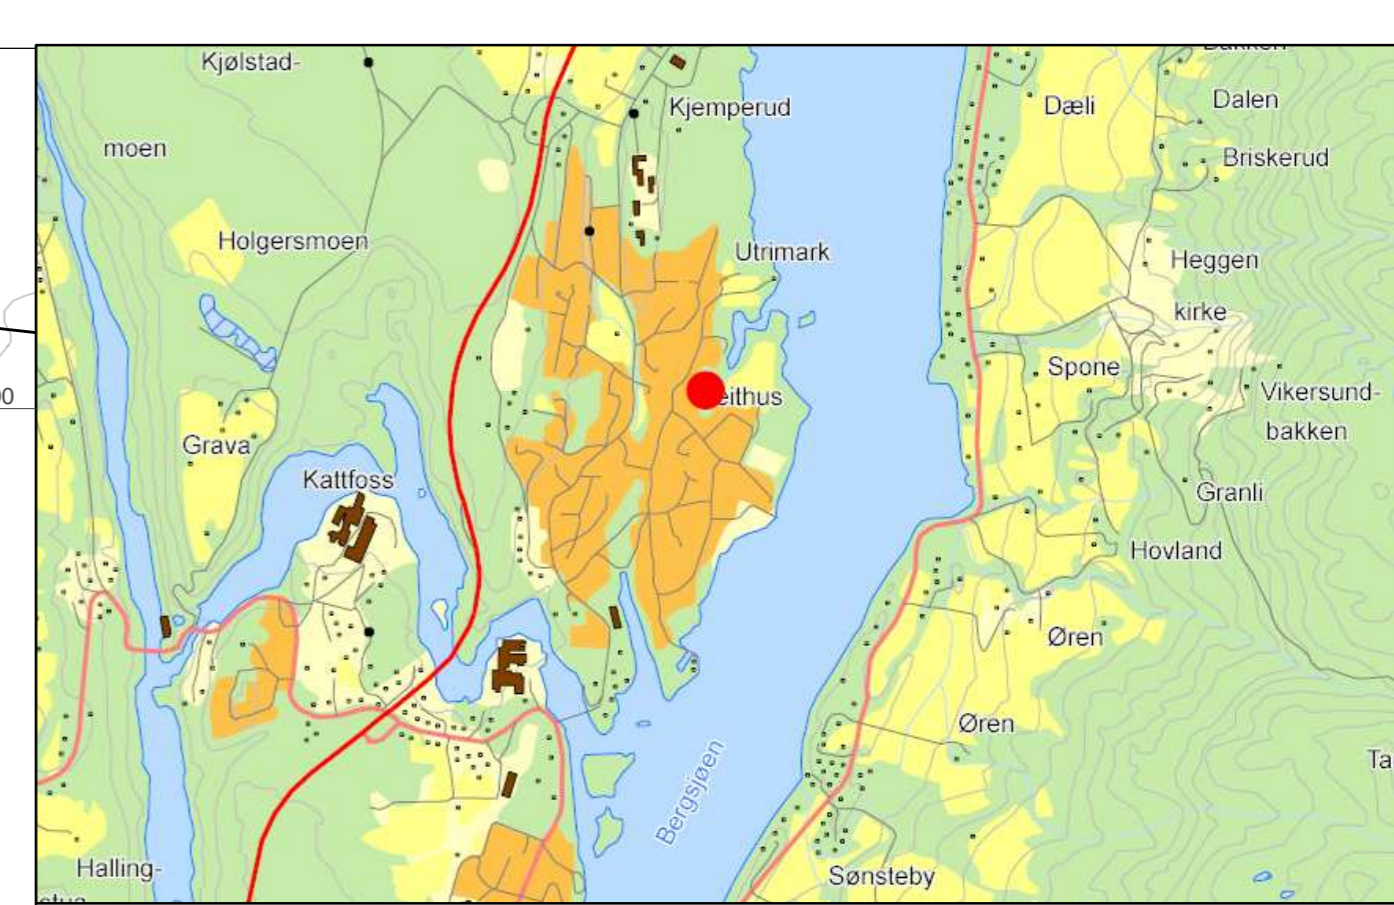 Kjølstad-
moen
Kjemperud
Dæli
Dalen
Briskerud
Holgersmoen
Utrimark
Heggen
kirke
Spone
eithus
Vikersund-
bakken
Grava
Kattfoss
Granli
Hovland
Øren
Øren
Bergsjøen
Sønsteby
Halling-
Ta
00